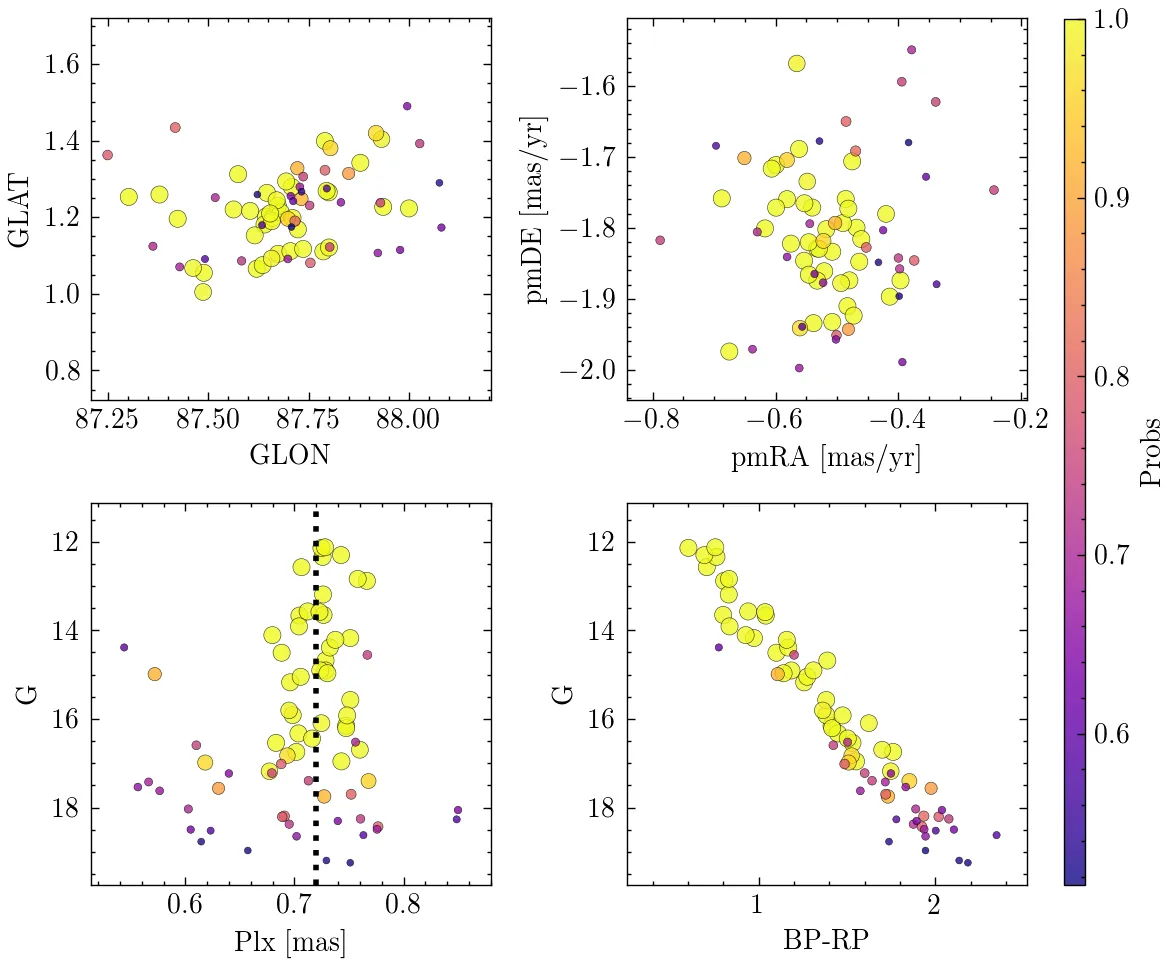 1.6
1.4
1.2
1.0
0.8
GLAT
87.25 87.50 87.75 88.00
GLON
−1.6
−1.7
−1.8
−1.9
−2.0
pmDE [mas/yr]
−0.8 −0.6 −0.4 −0.2
pmRA [mas/yr]
12
14
16
18
G
0.6 0.7 0.8
Plx [mas]
12
14
16
18
G
1 2
BP-RP
1.0
0.9
0.8
0.7
0.6
Probs